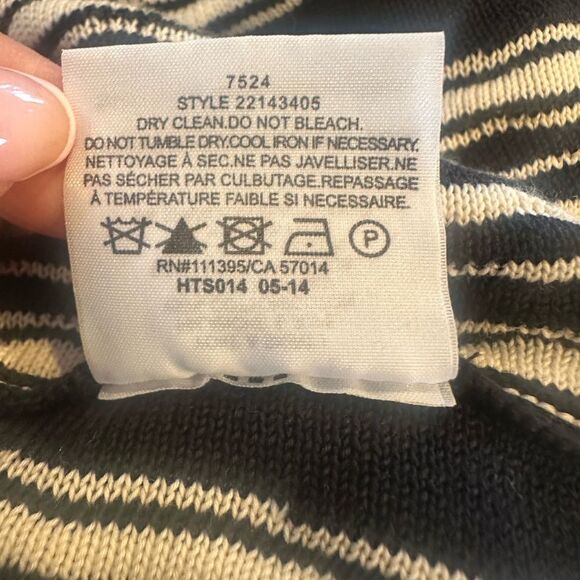 7524
STYLE 22143405
DRY CLEAN.DO NOT BLEACH.
DO NOT TUMBLE DRY.COOL IRON IF NECESSARY.
NETTOYAGE À SEC.NE PAS JAVELLISER.NE
PAS SÉCHER PAR CULBUTAGE.REPASSAGE
À TEMPÉRATURE FAIBLE SI NECESSAIRE.
P
RN#111395/CA 57014
HTS014 05-14